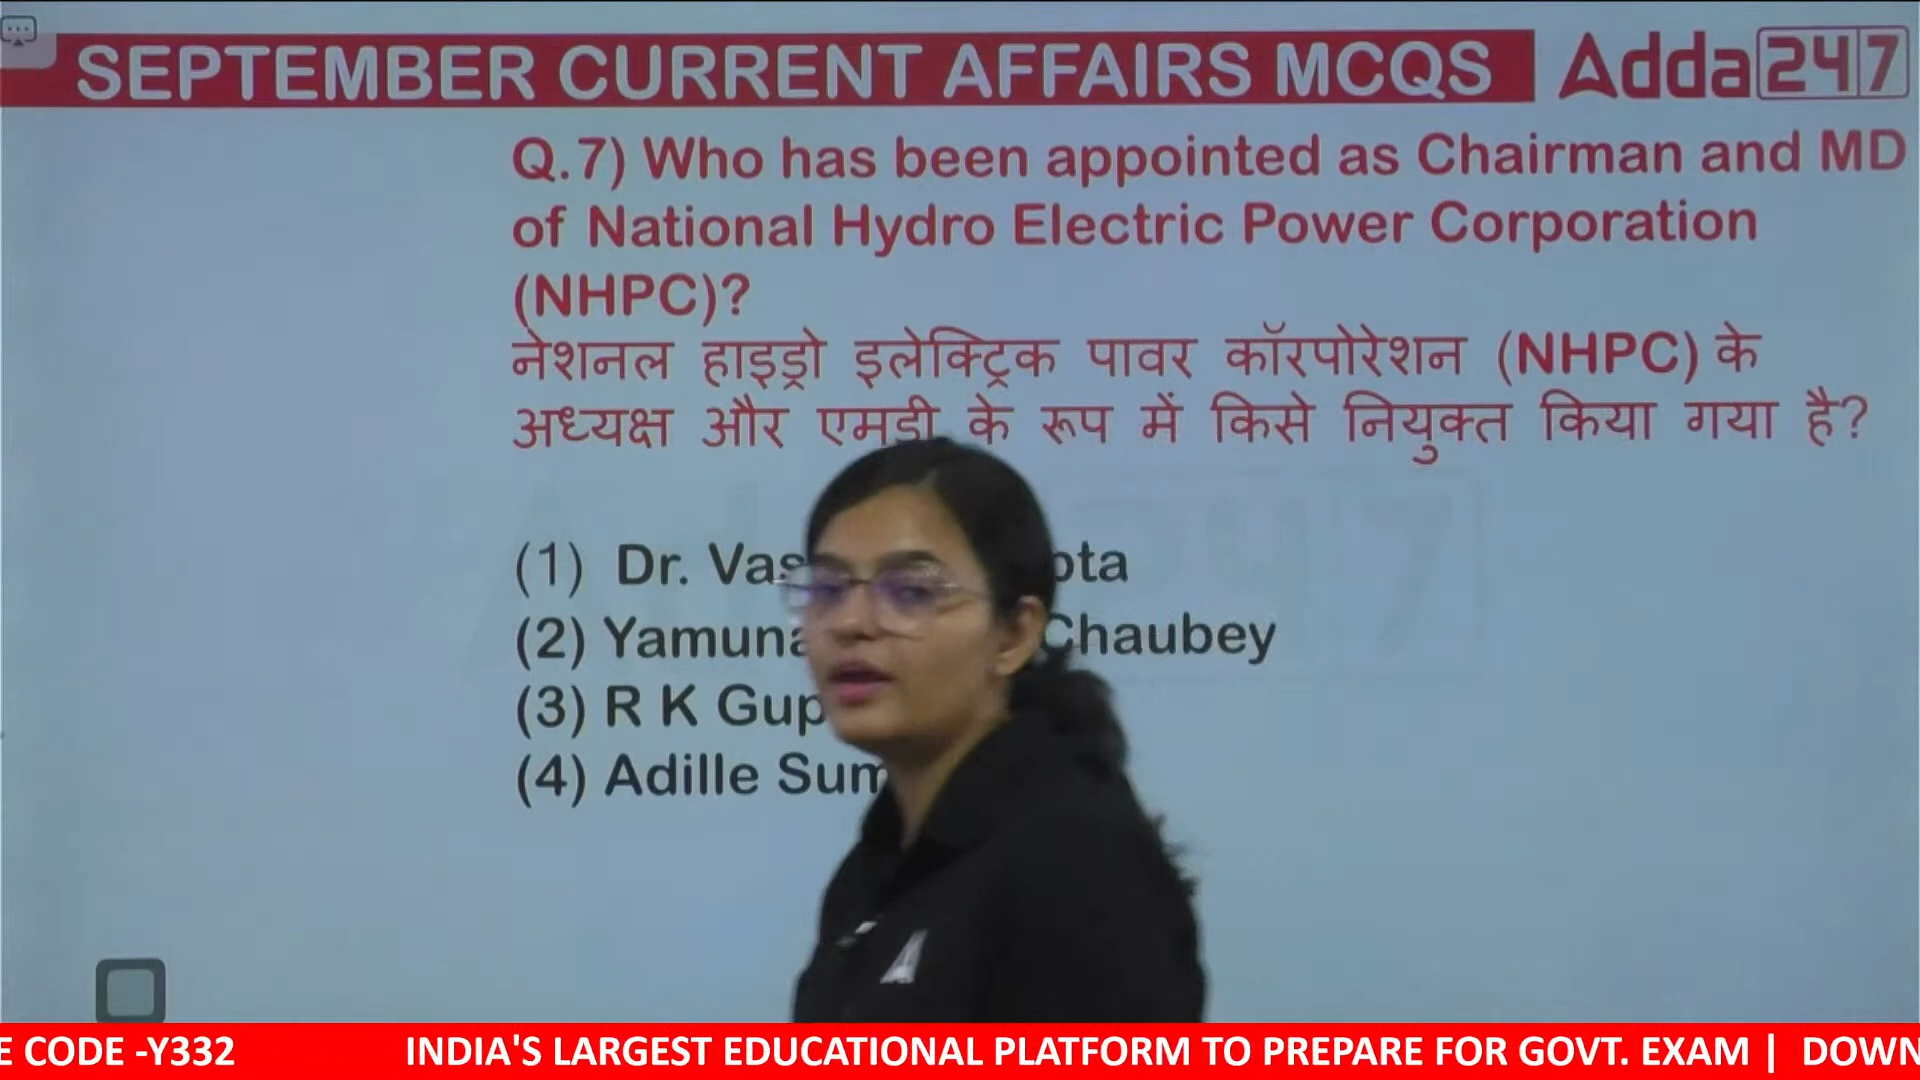 SEPTEMBER CURRENT AFFAIRS MCQS
Adda247
Q.7) Who has been appointed as Chairman and MD
of National Hydro Electric Power Corporation
(NHPC)?
नेशनल हाइड्रो इलेक्ट्रिक पावर कॉरपोरेशन (NHPC) के
अध्यक्ष और एमडी के रूप में किसे नियुक्त किया गया है?
(1) Dr.
(2) Chaubey
(3) R K
(4) Adille
CODE -Y332 INDIA'S LARGEST EDUCATIONAL PLATFORM TO PREPARE FOR GOVT. EXAM |